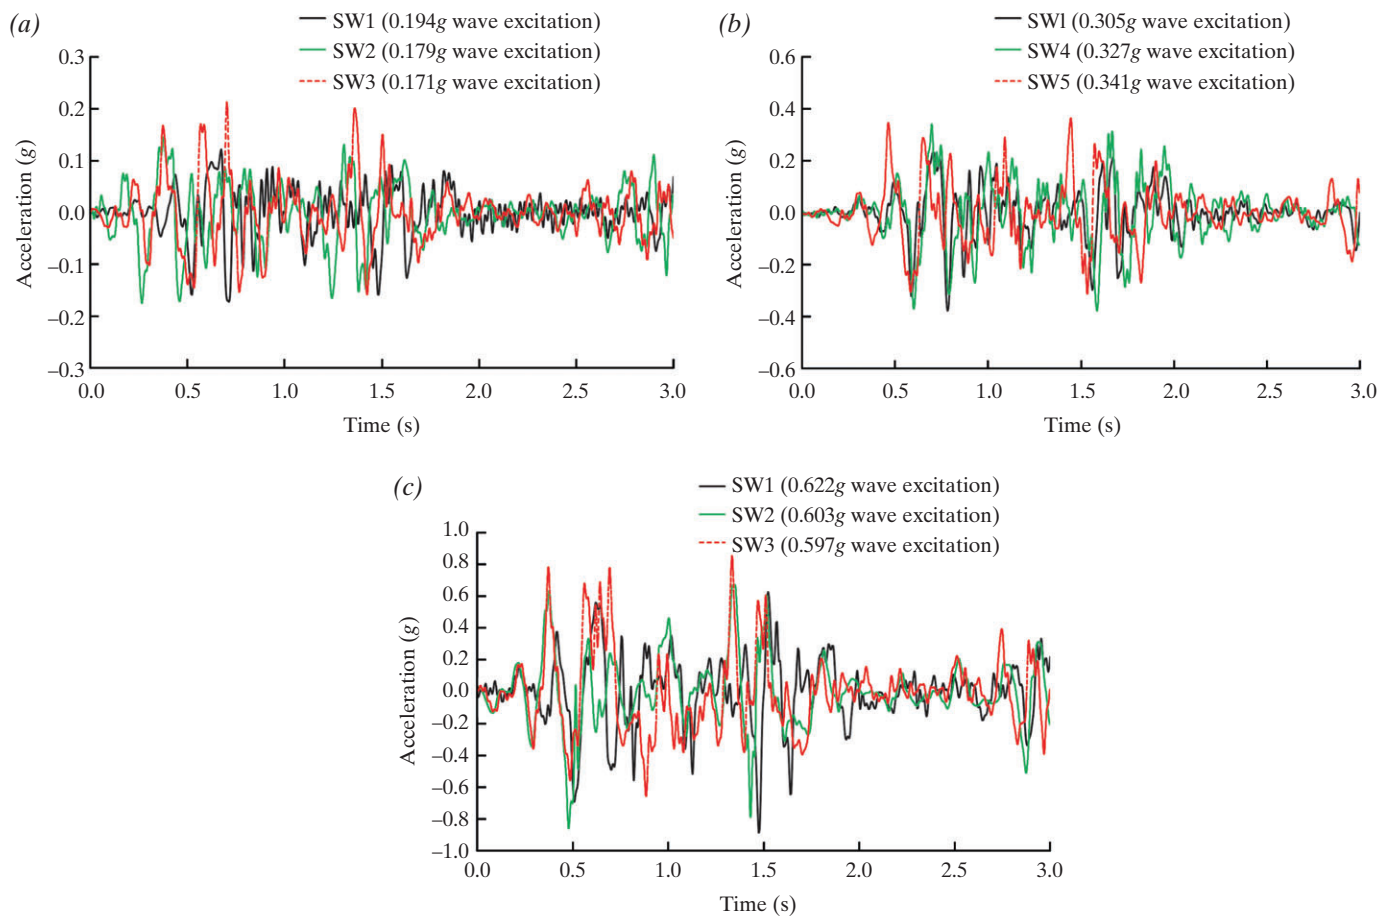 (a)
SW1 (0.194g wave excitation)
SW2 (0.179g wave excitation)
SW3 (0.171g wave excitation)
0.3
0.2
0.1
0.0
–0.1
–0.2
–0.3
Acceleration (g)
0.0 0.5 1.0 1.5 2.0 2.5 3.0
Time (s)
(b)
SWl (0.305g wave excitation)
SW4 (0.327g wave excitation)
SW5 (0.341g wave excitation)
0.6
0.4
0.2
0.0
–0.2
–0.4
–0.6
Acceleration (g)
0.0 0.5 1.0 1.5 2.0 2.5 3.0
Time (s)
(c)
SW1 (0.622g wave excitation)
SW2 (0.603g wave excitation)
SW3 (0.597g wave excitation)
1.0
0.8
0.6
0.4
0.2
0.0
–0.2
–0.4
–0.6
–0.8
–1.0
Acceleration (g)
0.0 0.5 1.0 1.5 2.0 2.5 3.0
Time (s)